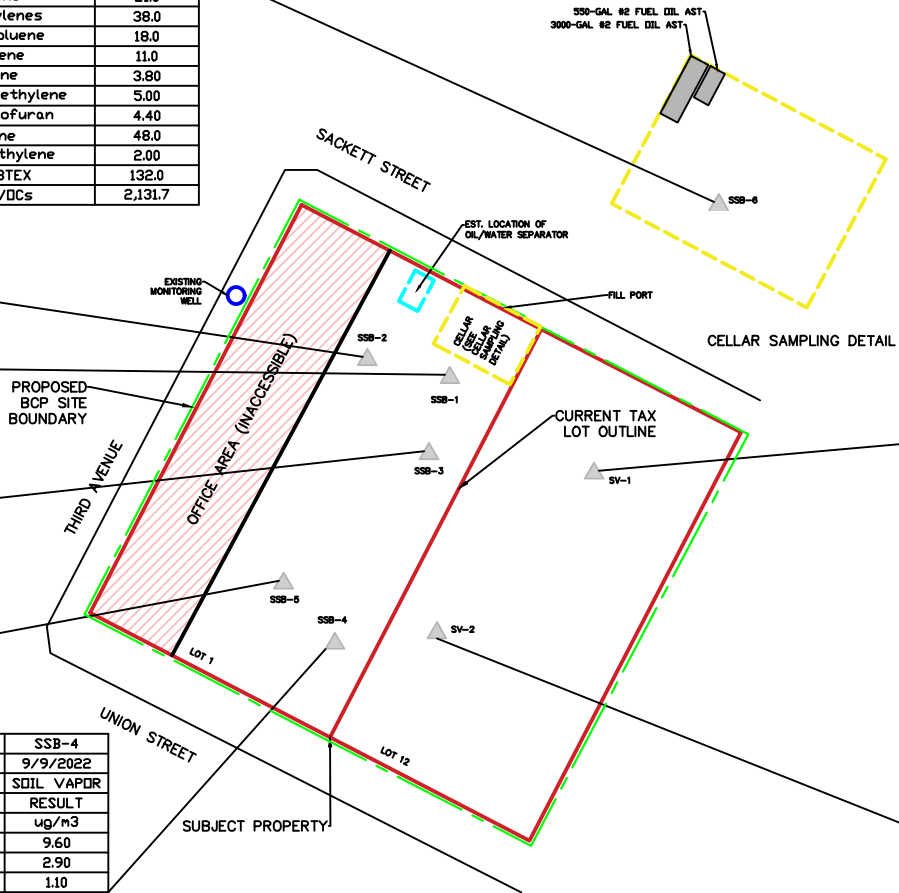 ylenes 38.0
oluene 18.0
ene 11.0
ne 3.80
ethylene 5.00
ofuran 4.40
ne 48.0
thylene 2.00
BTEX 132.0
VOCs 2,131.7
550-GAL #2 FUEL OIL AST
3000-GAL #2 FUEL OIL AST
SSB-6
CELLAR SAMPLING DETAIL
SACKETT STREET
EST. LOCATION OF
OIL/WATER SEPARATOR
FILL PORT
EXISTING
MONITORING
WELL
CELLAR
(SEE
CELLAR
SAMPLING
DETAIL)
SSB-2
SSB-1
PROPOSED
BCP SITE
BOUNDARY
OFFICE AREA (INACCESSIBLE)
CURRENT TAX
LOT OUTLINE
THIRD AVENUE
SSB-3
SV-1
SSB-5
SSB-4
SV-2
LOT 1
UNION STREET
LOT 12
SUBJECT PROPERTY
SSB-4
9/9/2022
SOIL VAPOR
RESULT
ug/m3
9.60
2.90
1.10